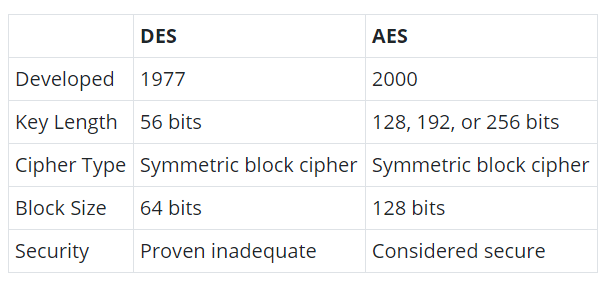 DES AES
Developed 1977 2000
Key Length 56 bits 128, 192, or 256 bits
Cipher Type Symmetric block cipher Symmetric block cipher
Block Size 64 bits 128 bits
Security Proven inadequate Considered secure